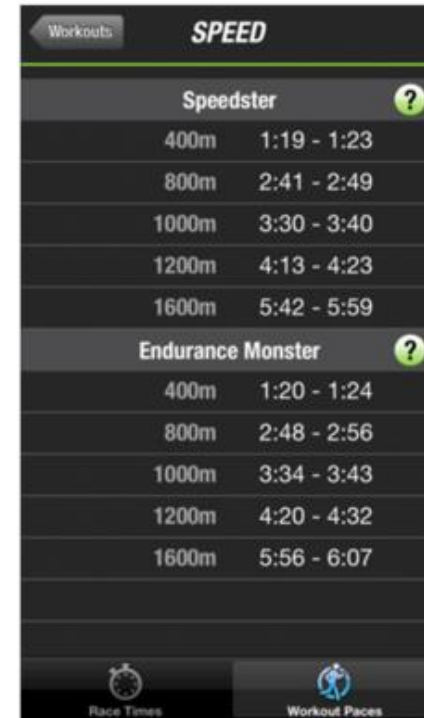 Workouts SPEED
Speedster ?
400m 1:19 - 1:23
800m 2:41 - 2:49
1000m 3:30 - 3:40
1200m 4:13 - 4:23
1600m 5:42 - 5:59
Endurance Monster ?
400m 1:20 - 1:24
800m 2:48 - 2:56
1000m 3:34 - 3:43
1200m 4:20 - 4:32
1600m 5:56 - 6:07
Race Times Workout Paces